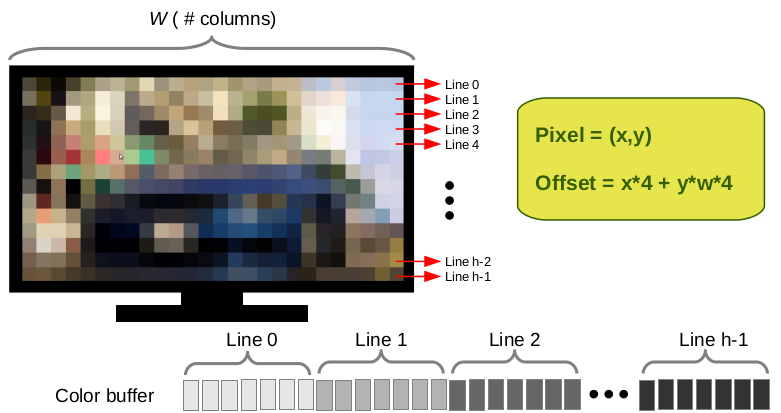 W ( # columns)
Line 0
Line 1
Line 2
Line 3
Line 4
Line h-2
Line h-1
Pixel = (x,y)
Offset = x*4 + y*w*4
Line 0 Line 1 Line 2 Line h-1
Color buffer